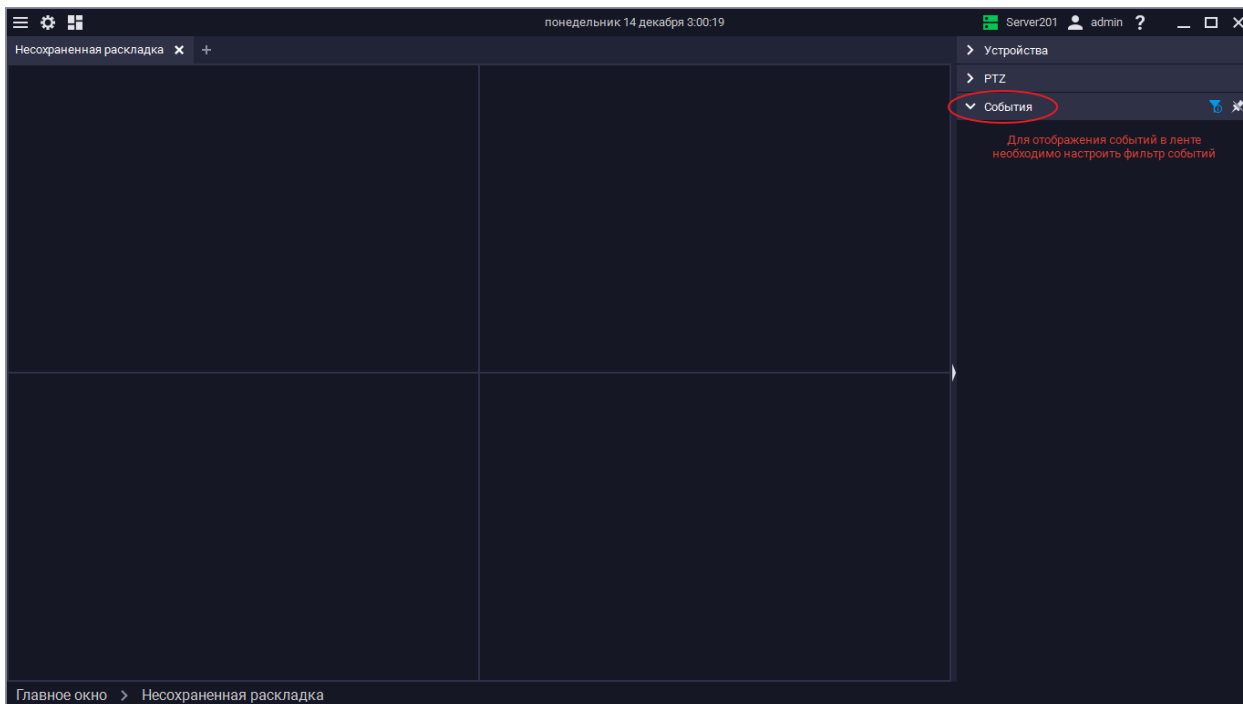 понедельник 14 декабря 3:00:19
Server201 admin ?
Несохраненная раскладка
Устройства
PTZ
События
Для отображения событий в ленте
необходимо настроить фильтр событий
Главное окно > Несохраненная раскладка